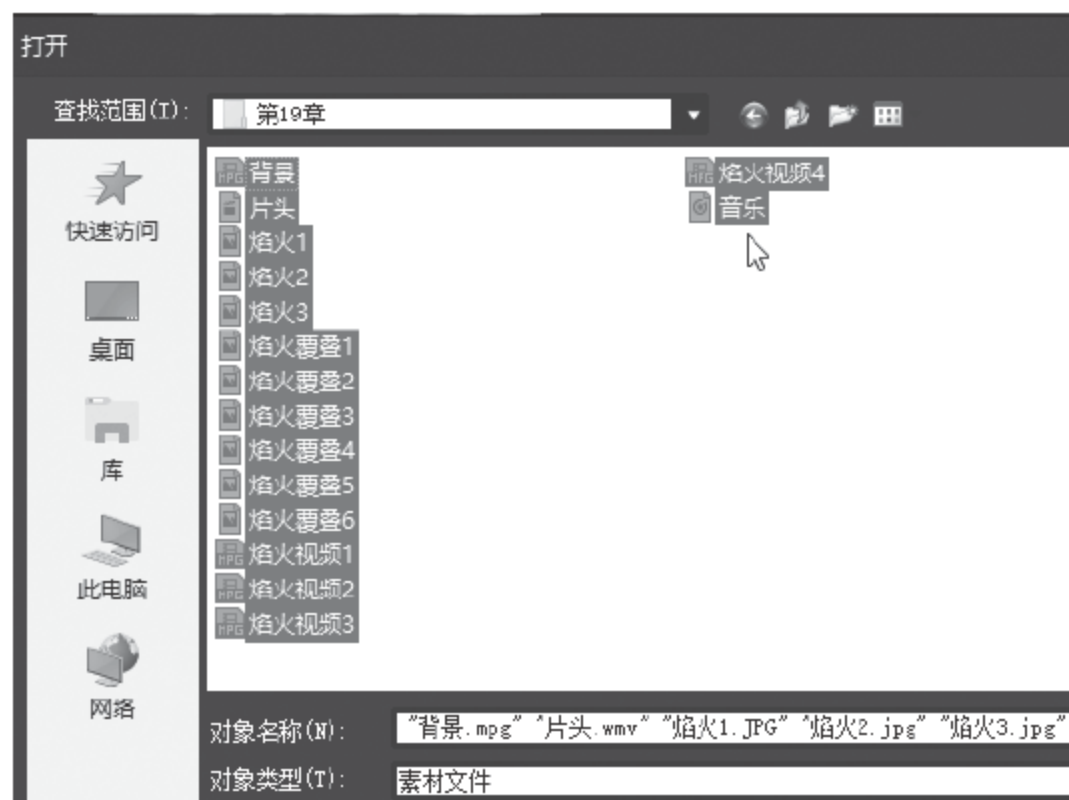 打开
查找范围(I):
第19章
快速访问
桌面
库
此电脑
网络
背景
片头
焰火1
焰火2
焰火3
焰火覆叠1
焰火覆叠2
焰火覆叠3
焰火覆叠4
焰火覆叠5
焰火覆叠6
焰火视频1
焰火视频2
焰火视频3
焰火视频4
音乐
对象名称(N): "背景.mpg" "片头.wmv" "焰火1.JPG" "焰火2.jpg" "焰火3.jpg"
对象类型(T): 素材文件